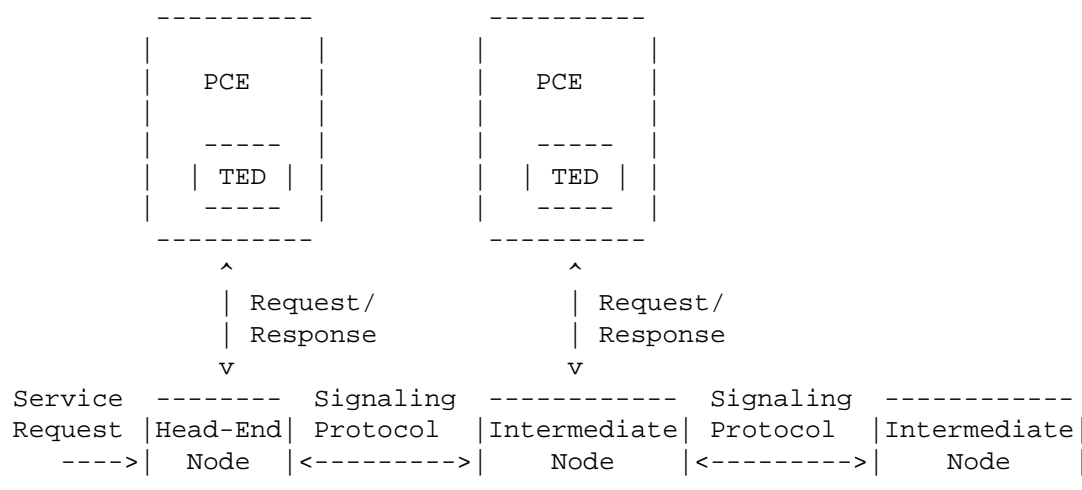 PCE PCE
TED TED
Request/ Request/
Response Response
Service Signaling Signaling
Request Head-End Protocol Intermediate Protocol Intermediate
Node Node Node